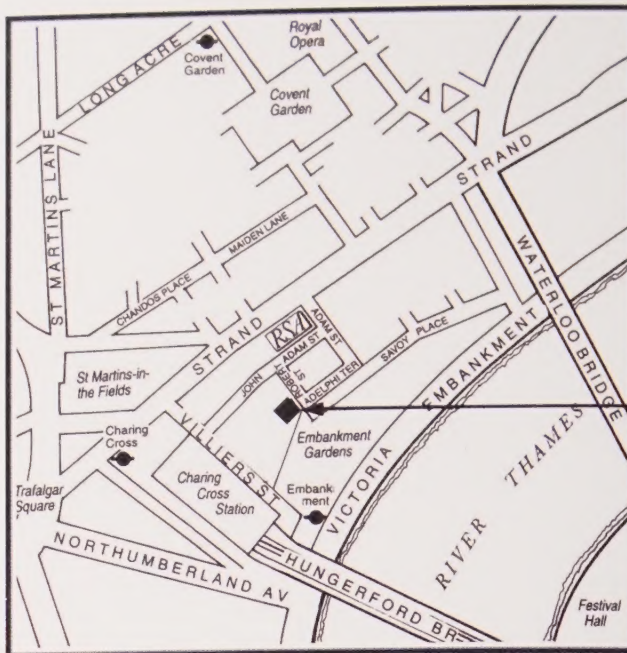 Royal
Opera
Covent
Garden
LONG ACRE
Covent
Garden
ST MARTINS LANE
STRAND
MAIDEN LANE
CHANDOS PLACE
WATERLOO BRIDGE
STRAND
RSA
ADAM ST
JOHN ADAM ST
ROBERT ST
ADELPHI TER
SAVOY PLACE
VICTORIA EMBANKMENT
St Martins-in-
the Fields
Charing
Cross
VILLIERS ST
Embankment
Gardens
Charing
Cross
Station
Embank
ment
Trafalgar
Square
NORTHUMBERLAND AV
HUNGERFORD BR
RIVER THAMES
Festival
Hall